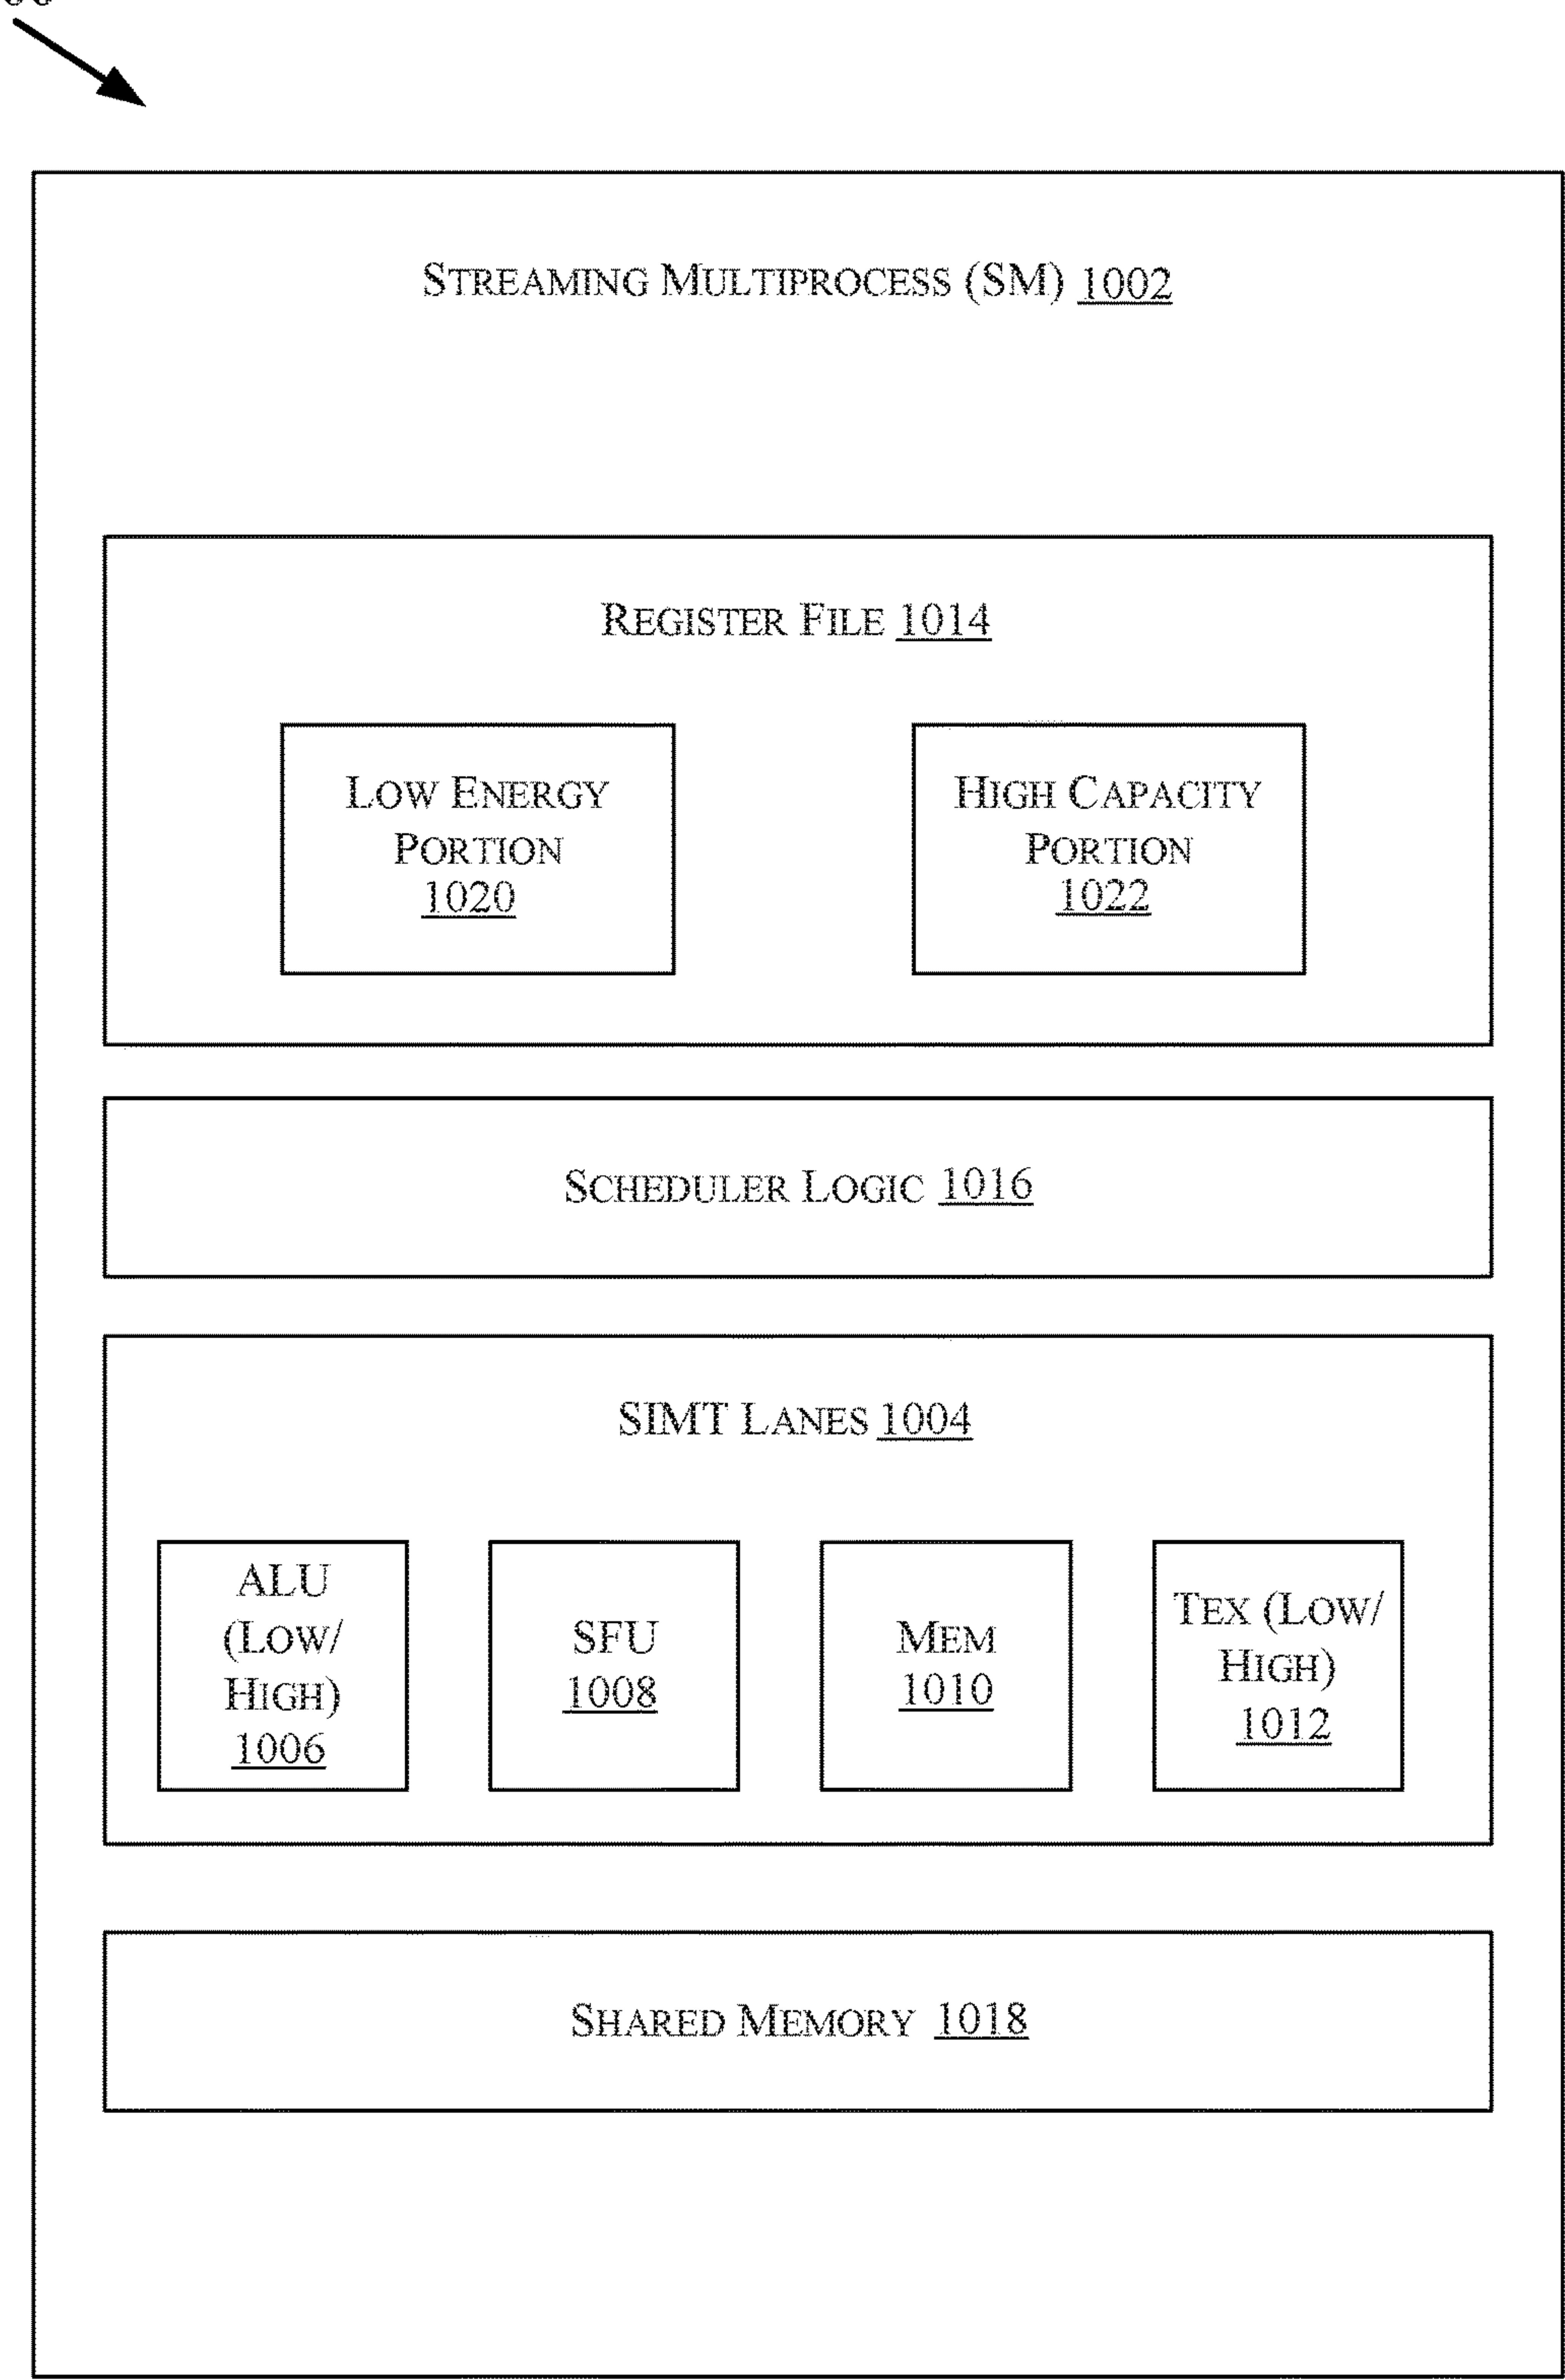 STREAMING MULTIPROCESS (SM) 1002
REGISTER FILE 1014
LOW ENERGY
PORTION
1020
HIGH CAPACITY
PORTION
1022
SCHEDULER LOGIC 1016
SIMT LANES 1004
ALU
(LOW/
HIGH)
1006
SFU
1008
MEM
1010
TEX (LOW/
HIGH)
1012
SHARED MEMORY 1018